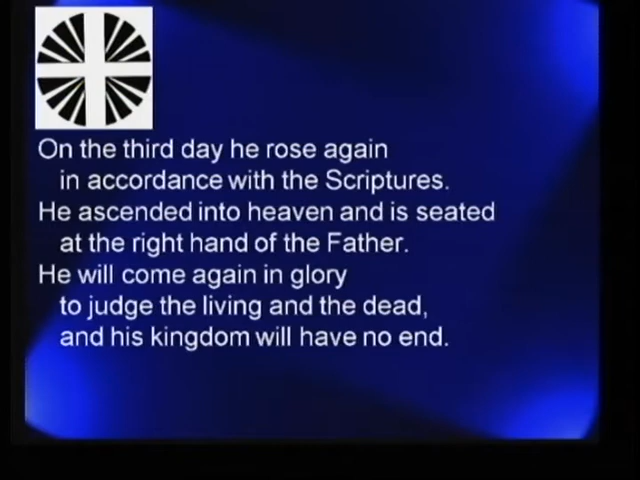 On the third day he rose again
in accordance with the Scriptures.
He ascended into heaven and is seated
at the right hand of the Father.
He will come again in glory
to judge the living and the dead,
and his kingdom will have no end.